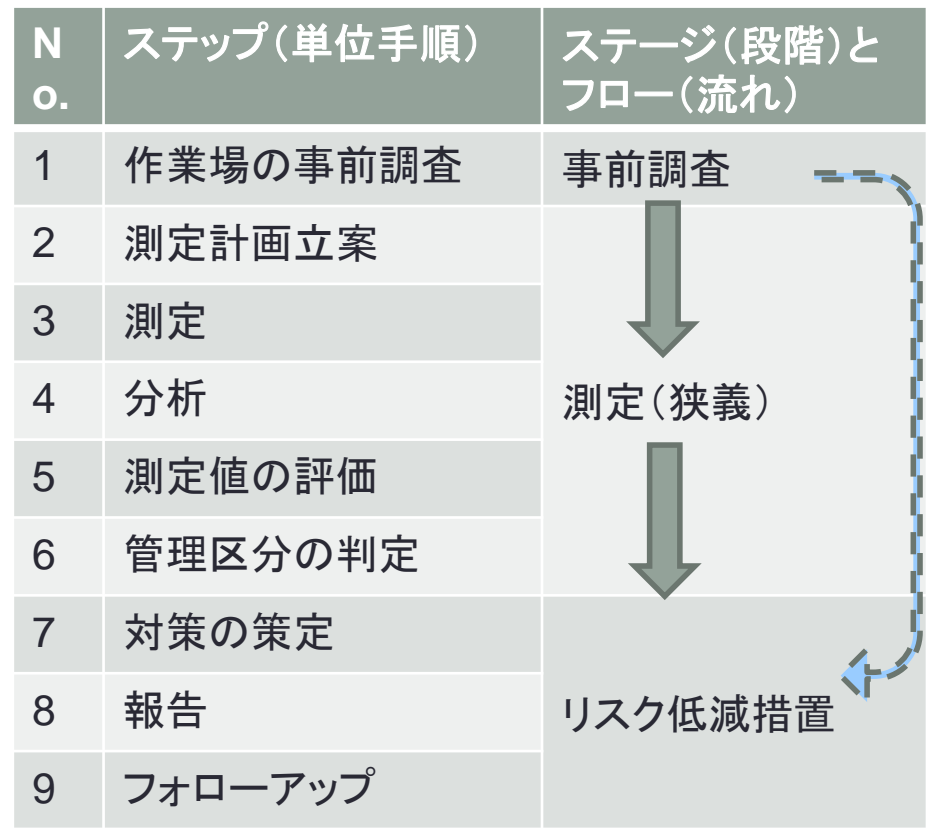 No. ステップ（単位手順） ステージ（段階）とフロー（流れ）
1 作業場の事前調査 事前調査
2 測定計画立案
3 測定
4 分析 測定（狭義）
5 測定値の評価
6 管理区分の判定
7 対策の策定
8 報告 リスク低減措置
9 フォローアップ